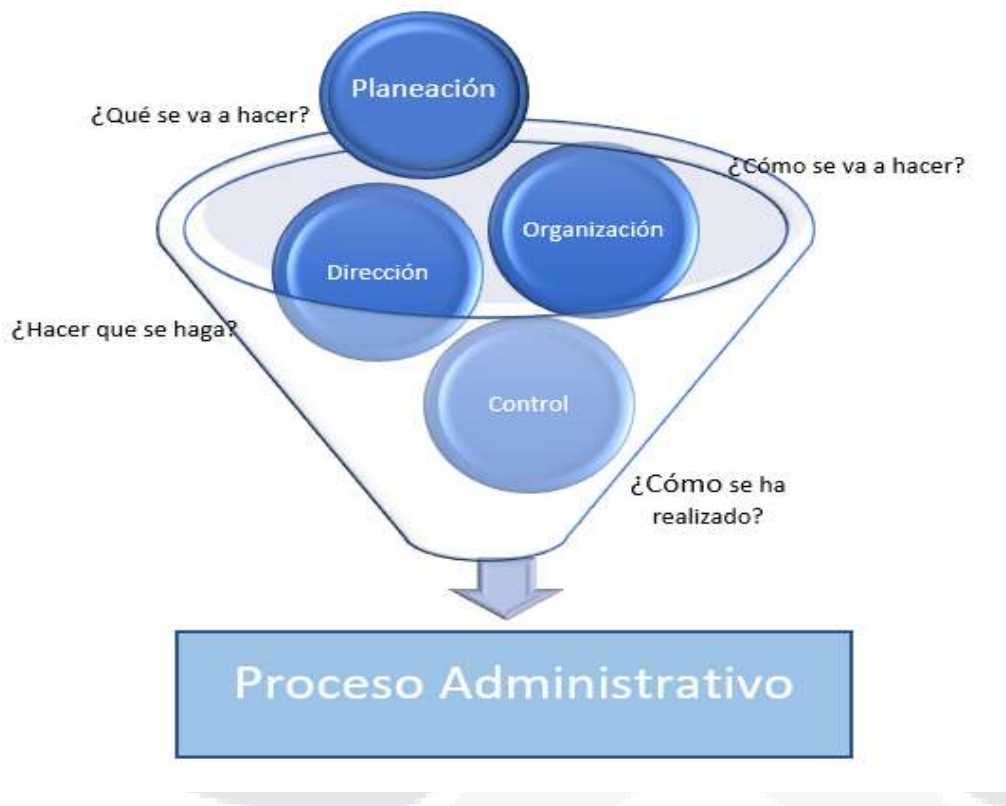 Planeación
¿Qué se va a hacer?
¿Cómo se va a hacer?
Organización
Dirección
¿Hacer que se haga?
Control
¿Cómo se ha
realizado?
Proceso Administrativo